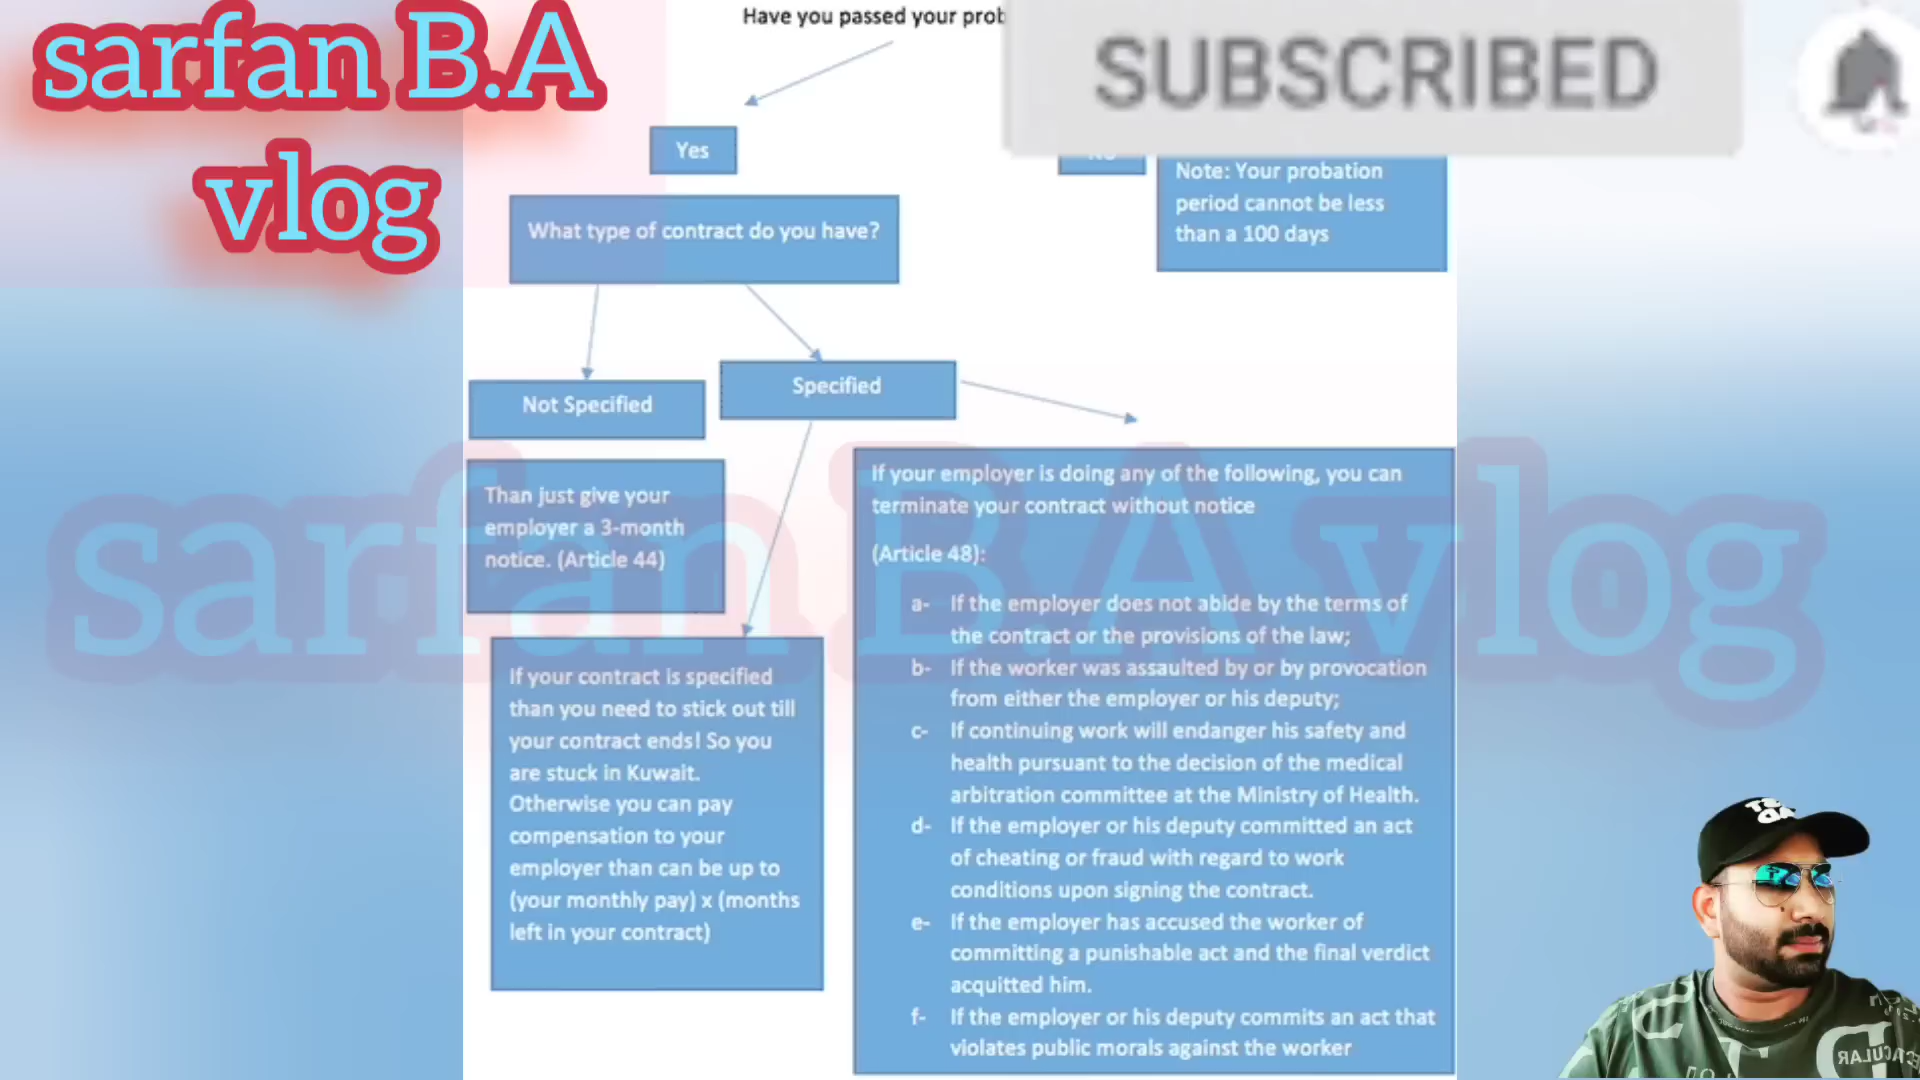 sarfan B.A
vlog
Have you passed your
SUBSCRIBED
Yes
Note: Your probation
period cannot be less
than a 100 days
What type of contract do you have?
Not Specified
Specified
Than just give your
employer a 3-month
notice. (Article 44)
If your contract is specified
than you need to stick out till
your contract ends! So you
are stuck in Kuwait.
Otherwise you can pay
compensation to your
employer than can be up to
(your monthly pay) x (months
left in your contract)
If your employer is doing any of the following, you can
terminate your contract without notice
(Article 48):
a- If the employer does not abide by the terms of
the contract or the provisions of the law;
b- If the worker was assaulted by or by provocation
from either the employer or his deputy;
c- If continuing work will endanger his safety and
health pursuant to the decision of the medical
arbitration committee at the Ministry of Health.
d- If the employer or his deputy committed an act
of cheating or fraud with regard to work
conditions upon signing the contract.
e- If the employer has accused the worker of
committing a punishable act and the final verdict
acquitted him.
f- If the employer or his deputy commits an act that
violates public morals against the worker
sarfan B.A vlog